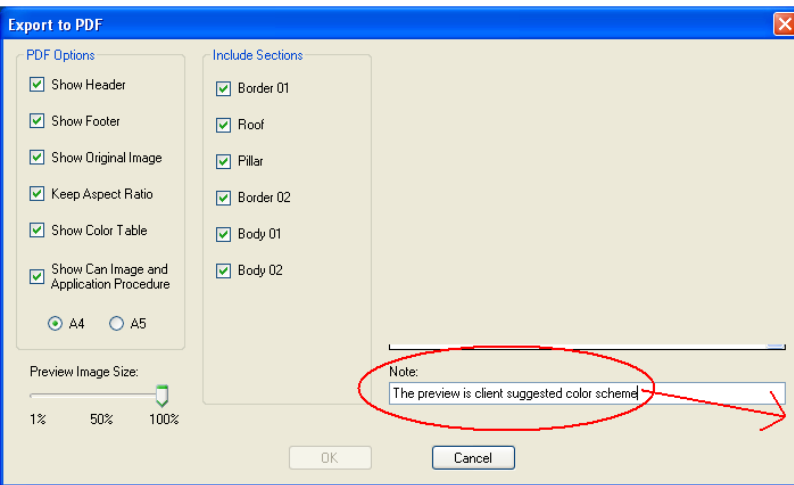 Export to PDF
PDF Options
Show Header
Show Footer
Show Original Image
Keep Aspect Ratio
Show Color Table
Show Can Image and
Application Procedure
A4 A5
Include Sections
Border 01
Roof
Pillar
Border 02
Body 01
Body 02
Preview Image Size:
1% 50% 100%
Note:
The preview is client suggested color scheme
OK Cancel